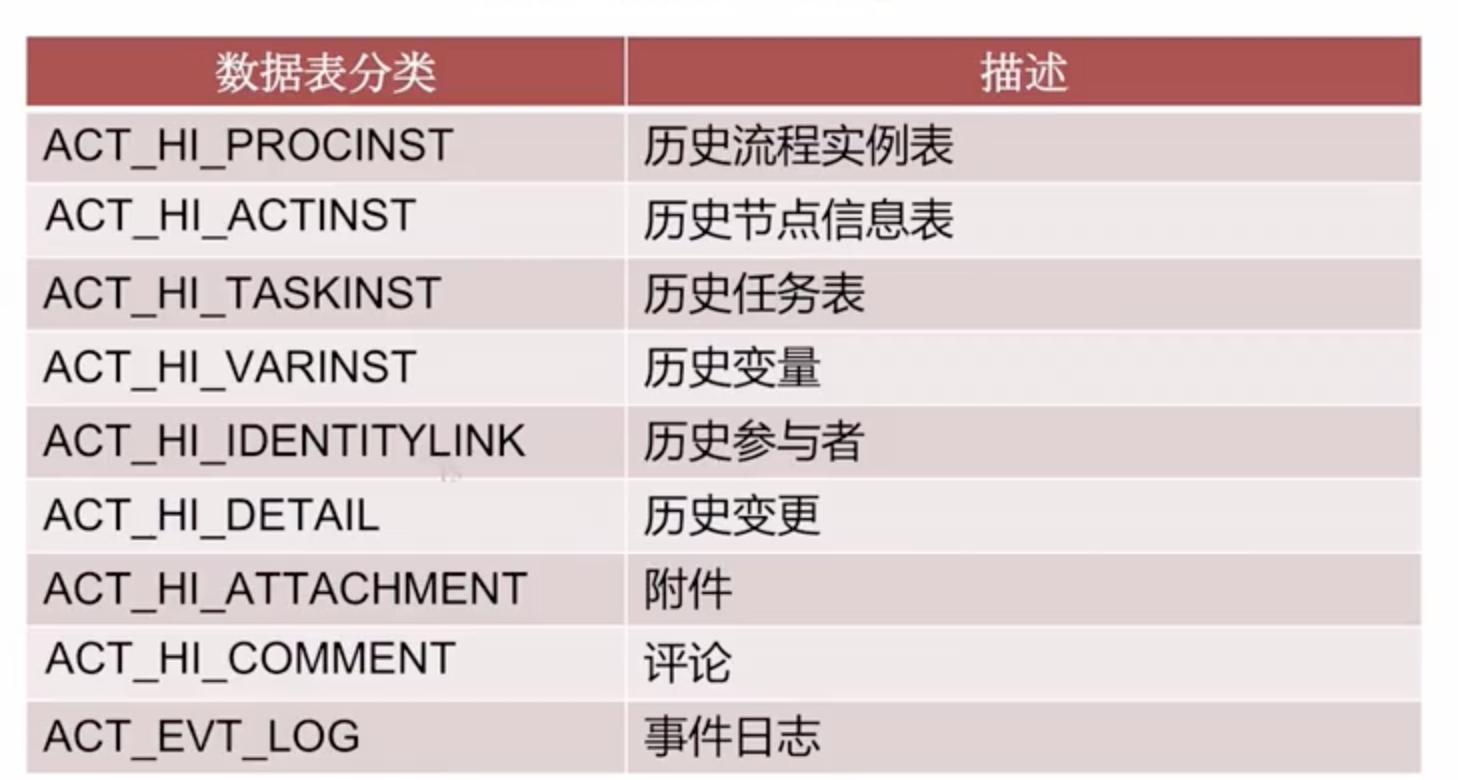 数据表分类 描述
ACT_HI_PROCINST 历史流程实例表
ACT_HI_ACTINST 历史节点信息表
ACT_HI_TASKINST 历史任务表
ACT_HI_VARINST 历史变量
ACT_HI_IDENTITYLINK 历史参与者
ACT_HI_DETAIL 历史变更
ACT_HI_ATTACHMENT 附件
ACT_HI_COMMENT 评论
ACT_EVT_LOG 事件日志